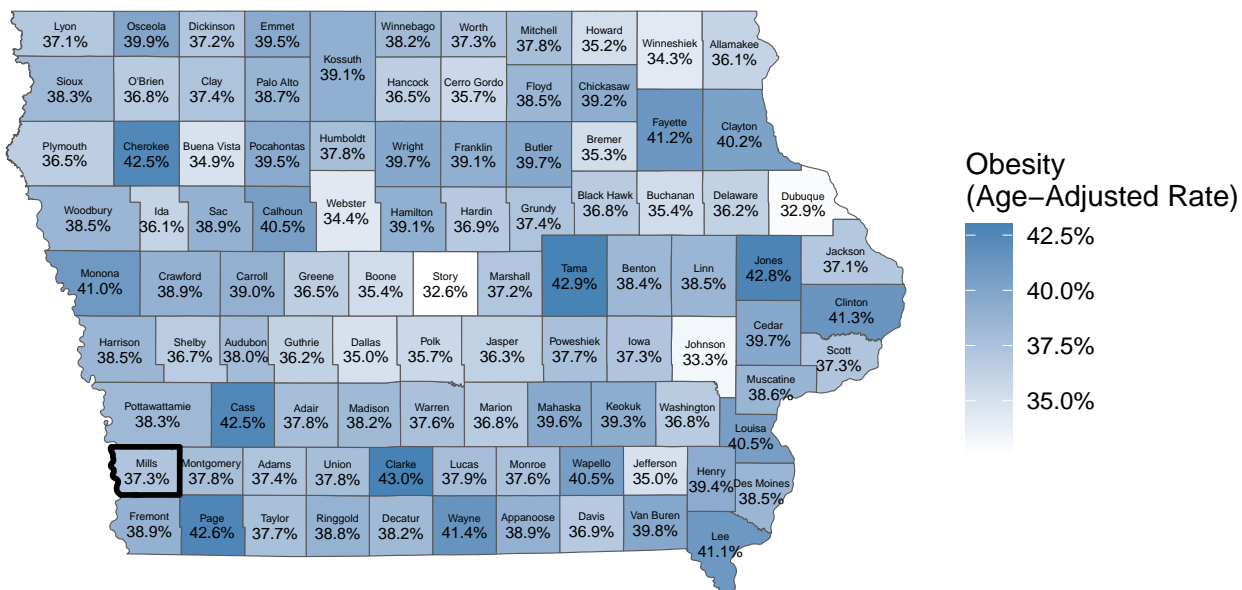 Lyon
37.1%
Osceola
39.9%
Dickinson
37.2%
Emmet
39.5%
Kossuth
39.1%
Winnebago
38.2%
Worth
37.3%
Mitchell
37.8%
Howard
35.2%
Winneshiek
34.3%
Allamakee
36.1%
Sioux
38.3%
O'Brien
36.8%
Clay
37.4%
Palo Alto
38.7%
Hancock
36.5%
Cerro Gordo
35.7%
Floyd
38.5%
Chickasaw
39.2%
Fayette
41.2%
Clayton
40.2%
Plymouth
36.5%
Cherokee
42.5%
Buena Vista
34.9%
Pocahontas
39.5%
Humboldt
37.8%
Wright
39.7%
Franklin
39.1%
Butler
39.7%
Bremer
35.3%
Woodbury
38.5%
Ida
36.1%
Sac
38.9%
Calhoun
40.5%
Webster
34.4%
Hamilton
39.1%
Hardin
36.9%
Grundy
37.4%
Black Hawk
36.8%
Buchanan
35.4%
Delaware
36.2%
Dubuque
32.9%
Monona
41.0%
Crawford
38.9%
Carroll
39.0%
Greene
36.5%
Boone
35.4%
Story
32.6%
Marshall
37.2%
Tama
42.9%
Benton
38.4%
Linn
38.5%
Jones
42.8%
Jackson
37.1%
Clinton
41.3%
Harrison
38.5%
Shelby
36.7%
Audubon
38.0%
Guthrie
36.2%
Dallas
35.0%
Polk
35.7%
Jasper
36.3%
Poweshiek
37.7%
Iowa
37.3%
Johnson
33.3%
Cedar
39.7%
Scott
37.3%
Muscatine
38.6%
Pottawattamie
38.3%
Cass
42.5%
Adair
37.8%
Madison
38.2%
Warren
37.6%
Marion
36.8%
Mahaska
39.6%
Keokuk
39.3%
Washington
36.8%
Louisa
40.5%
Mills
37.3%
Montgomery
37.8%
Adams
37.4%
Union
37.8%
Clarke
43.0%
Lucas
37.9%
Monroe
37.6%
Wapello
40.5%
Jefferson
35.0%
Henry
39.4%
Des Moines
38.5%
Fremont
38.9%
Page
42.6%
Taylor
37.7%
Ringgold
38.8%
Decatur
38.2%
Wayne
41.4%
Appanoose
38.9%
Davis
36.9%
Van Buren
39.8%
Lee
41.1%
Obesity
(Age−Adjusted Rate)
42.5%
40.0%
37.5%
35.0%